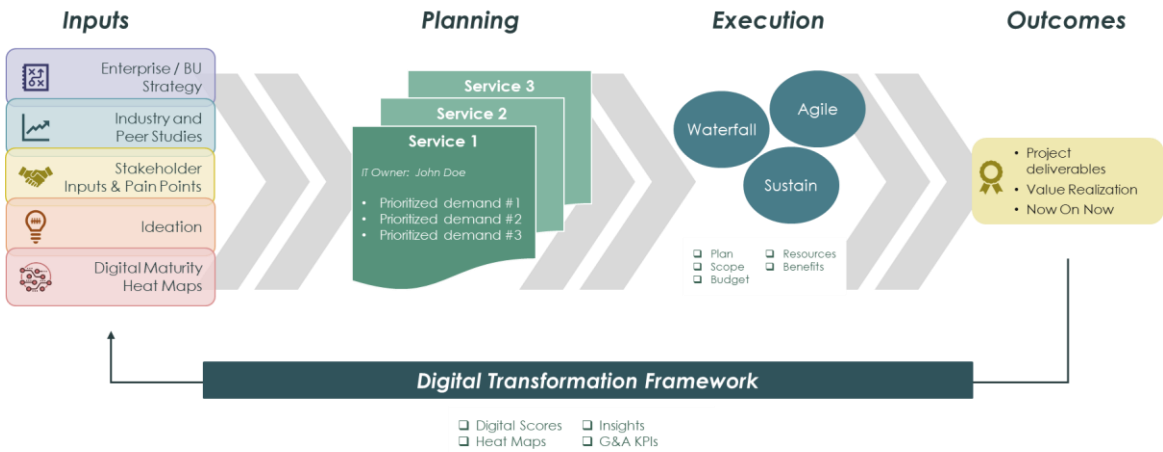 Inputs
Planning
Execution
Outcomes
Enterprise / BU
Strategy
Industry and
Peer Studies
Stakeholder
Inputs & Pain Points
Ideation
Digital Maturity
Heat Maps
Service 3
Service 2
Service 1
IT Owner: John Doe
• Prioritized demand #1
• Prioritized demand #2
• Prioritized demand #3
Waterfall
Agile
Sustain
❑ Plan
❑ Scope
❑ Budget
❑ Resources
❑ Benefits
• Project
deliverables
• Value Realization
• Now On Now
Digital Transformation Framework
❑ Digital Scores
❑ Heat Maps
❑ Insights
❑ G&A KPIs